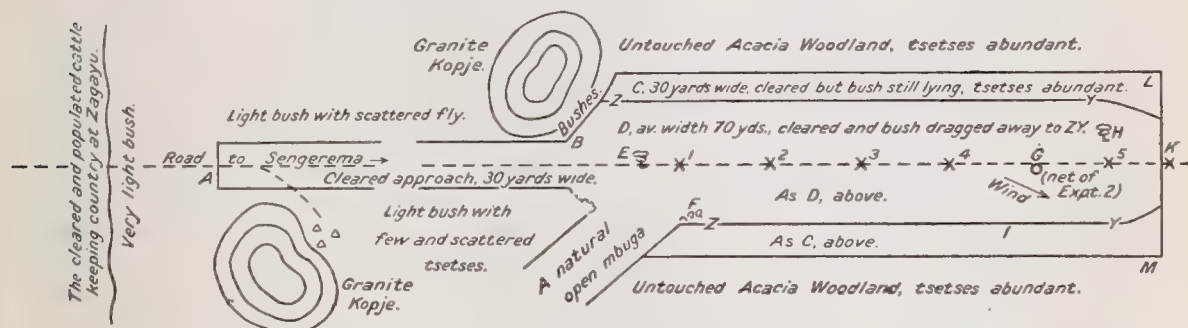 The cleared and populated cattle
keeping country at Zagayu.
Very light bush.
Granite
Kopje.
Untouched Acacia Woodland, tsetses abundant.
Bushes.
Z
C. 30 yards wide, cleared but bush still lying, tsetses abundant.
Y
L
Light bush with scattered fly.
B
D, av. width 70 yds., cleared and bush dragged away to ZY.
H
Road to Sengerema →
E
1
2
3
4
G
5
K
A
Cleared approach, 30 yards wide.
(net of
Expt. 2)
Wind
As D, above.
Light bush with
few and scattered
tsetses.
F
Z
I
Y
As C, above.
A natural
open mbuga
M
Granite
Kopje.
Untouched Acacia Woodland, tsetses abundant.